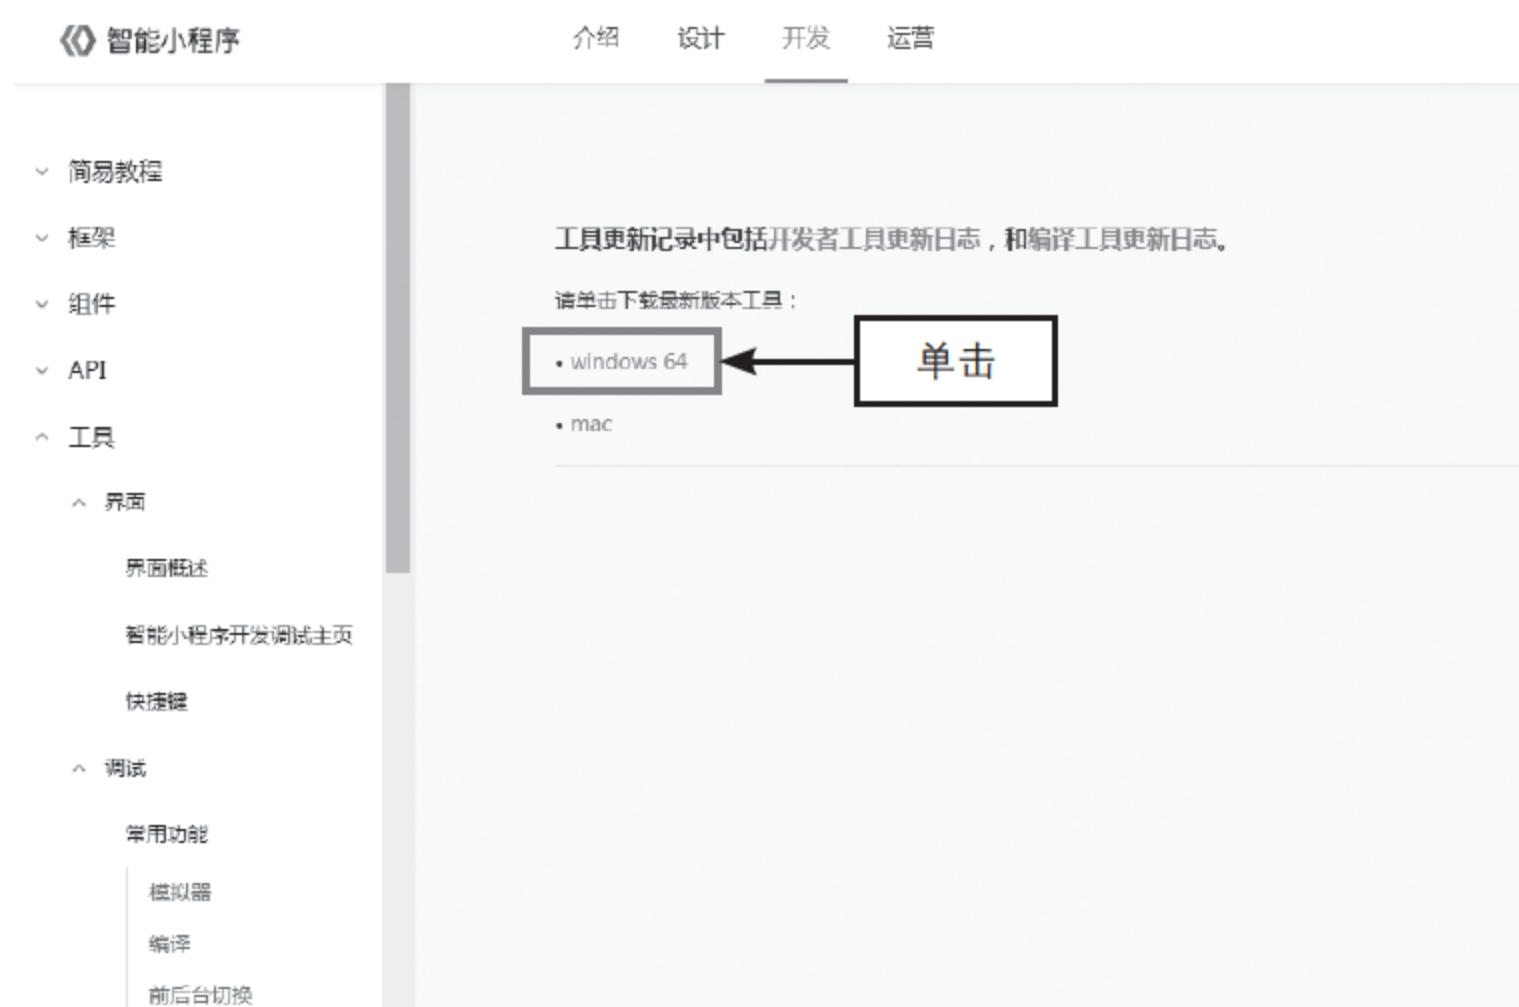 智能小程序
介绍 设计 开发 运营
简易教程
框架
组件
API
工具
界面
界面概述
智能小程序开发调试主页
快捷键
调试
常用功能
模拟器
编译
前后台切换
工具更新记录中包括开发者工具更新日志，和编译工具更新日志。
请单击下载最新版本工具：
• windows 64
单击
• mac